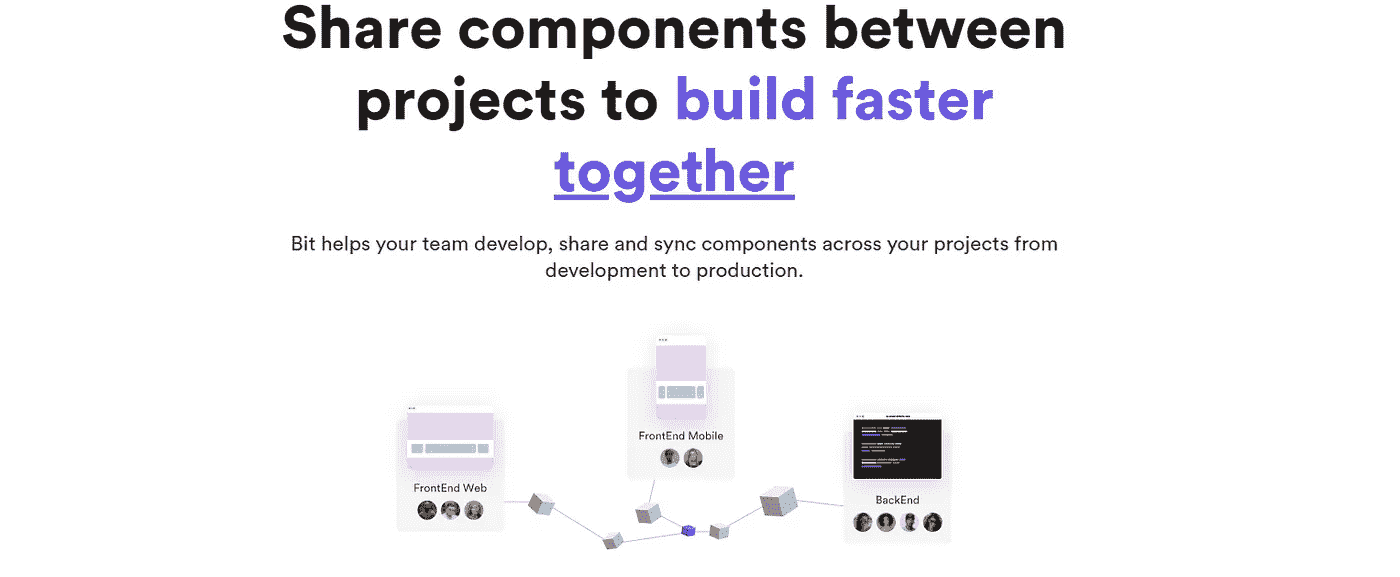 Share components between
projects to build faster
together
Bit helps your team develop, share and sync components across your projects from
development to production.
FrontEnd Mobile
FrontEnd Web
BackEnd